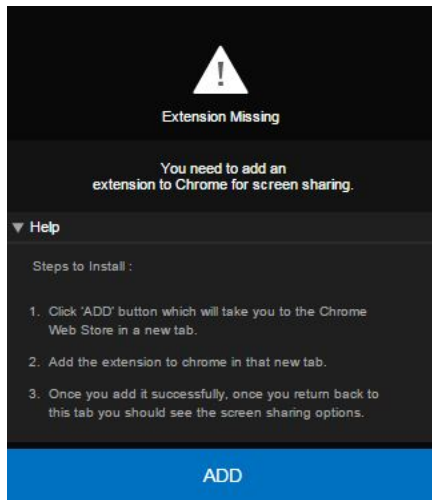 !
Extension Missing
You need to add an
extension to Chrome for screen sharing.
Help
Steps to Install :
1. Click 'ADD' button which will take you to the Chrome
Web Store in a new tab.
2. Add the extension to chrome in that new tab.
3. Once you add it successfully, once you return back to
this tab you should see the screen sharing options.
ADD